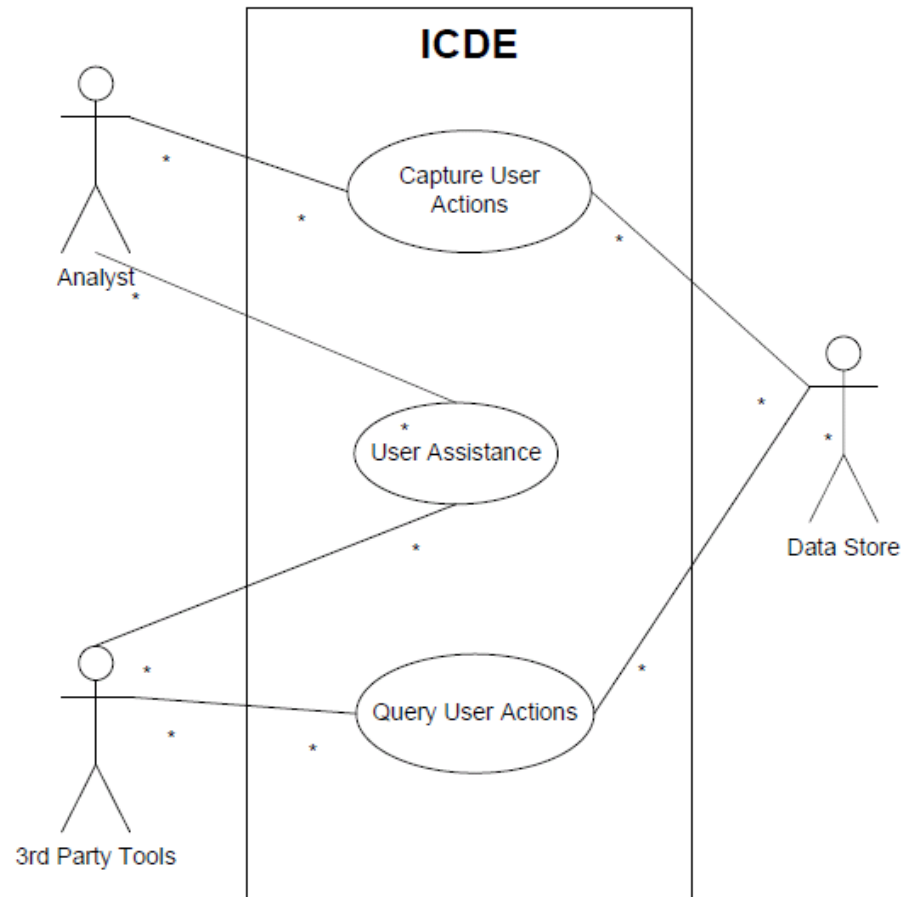 ICDE
*
Capture User
Actions
*
*
Analyst
*
*
*
User Assistance
*
*
Data Store
*
*
Query User Actions
*
*
*
3rd Party Tools